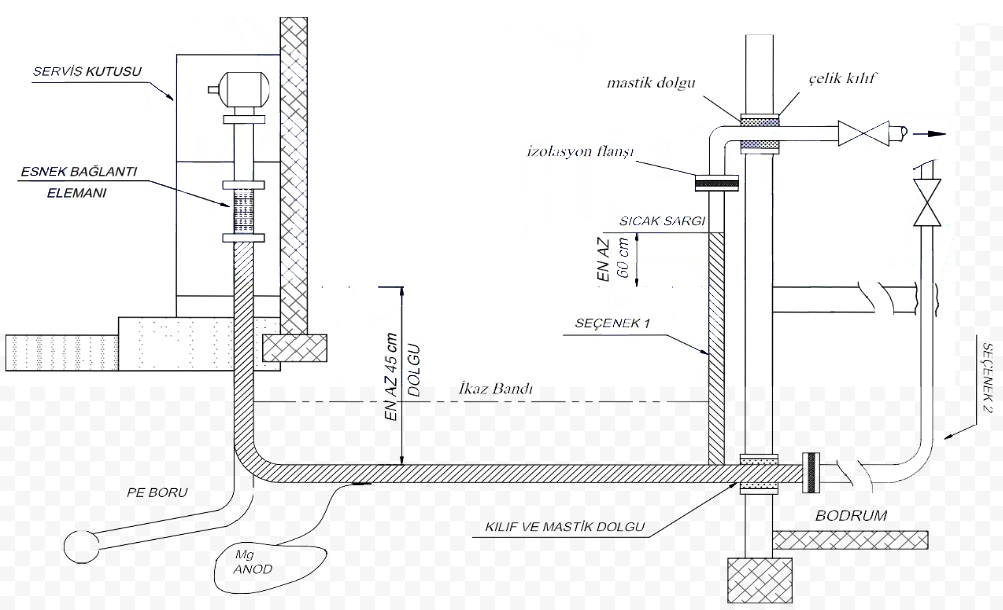 SERVİS KUTUSU
ESNEK BAĞLANTI
ELEMANI
mastik dolgu
çelik kılıf
izolasyon flanşı
SICAK SARGI
EN AZ
60 cm
SEÇENEK 1
EN AZ 45 cm
DOLGU
İkaz Bandı
SEÇENEK 2
PE BORU
Mg
ANOD
KILIF VE MASTİK DOLGU
BODRUM